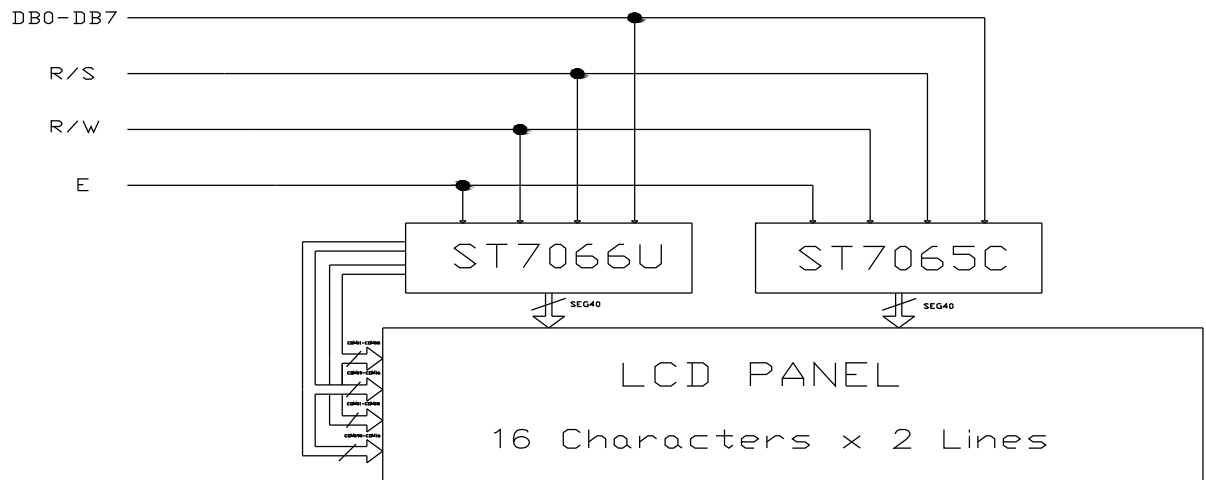 DB0-DB7
R/S
R/W
E
ST7066U
ST7065C
SEG40
SEG40
LCD PANEL
16 Characters x 2 Lines